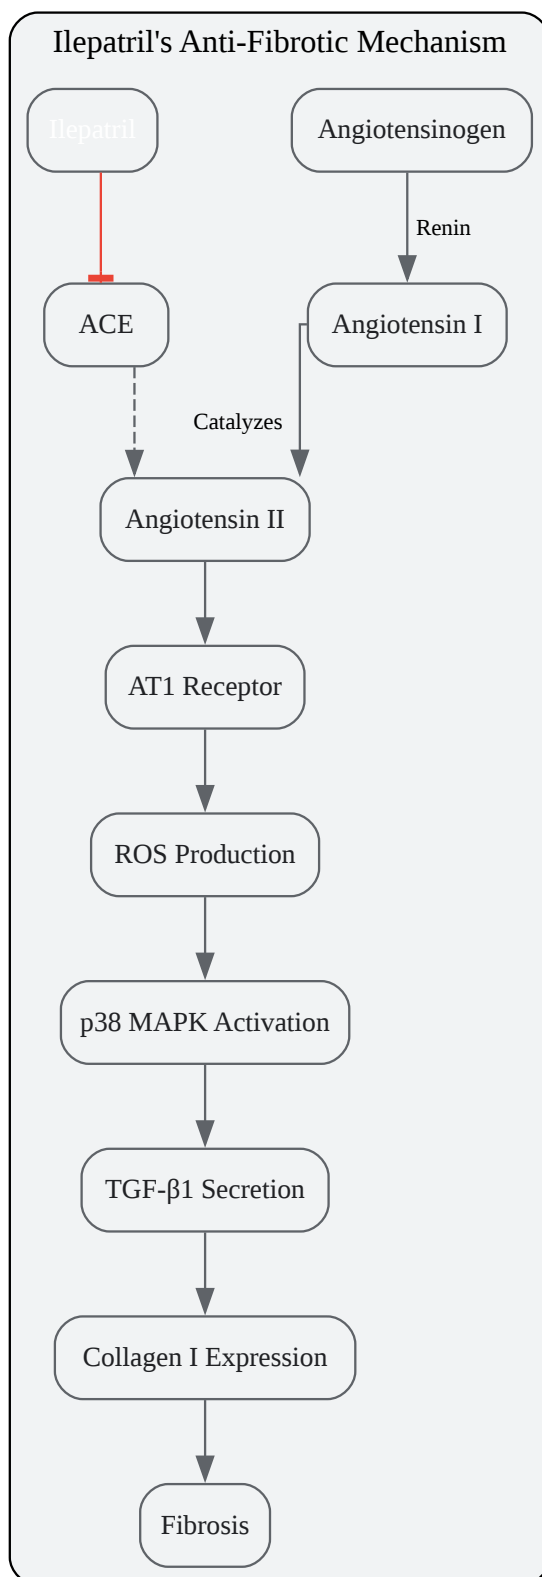 Ilepatril's Anti-Fibrotic Mechanism
Ilepatril
Angiotensinogen
Renin
ACE
Angiotensin I
Catalyzes
Angiotensin II
AT1 Receptor
ROS Production
p38 MAPK Activation
TGF-β1 Secretion
Collagen I Expression
Fibrosis